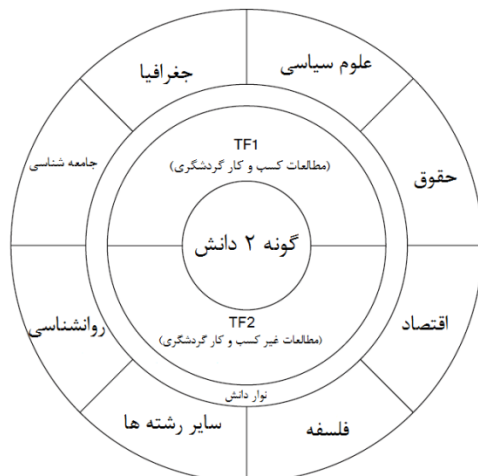 علوم سیاسی
جغرافیا
حقوق
جامعه شناسی
TF1
(مطالعات کسب و کار گردشگری)
گونه ۲ دانش
TF2
(مطالعات غیر کسب و کار گردشگری)
اقتصاد
روانشناسی
نوار دانش
فلسفه
سایر رشته ها